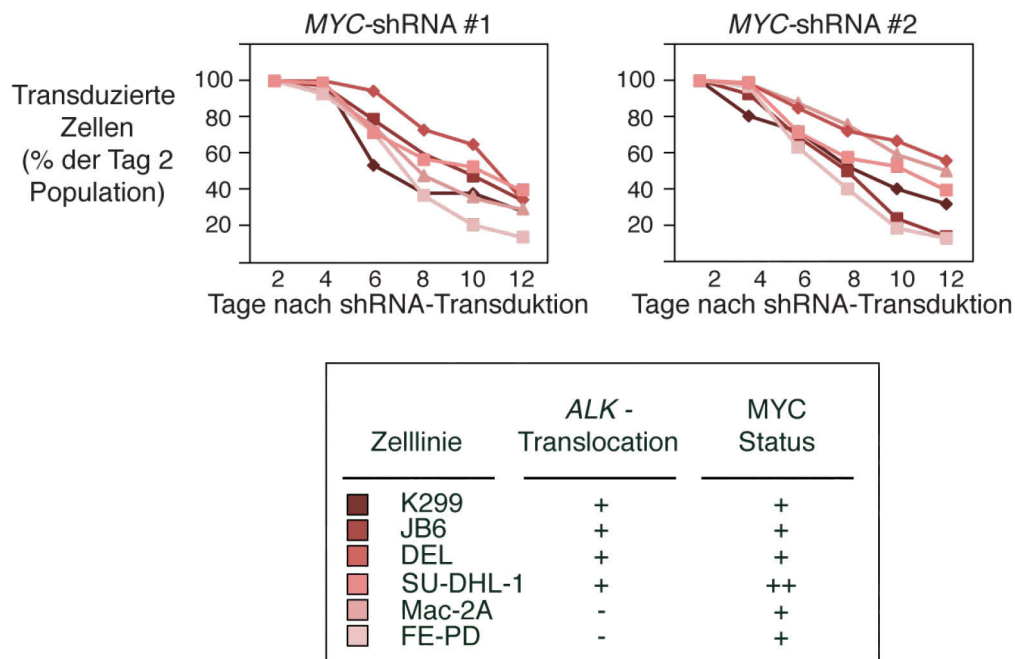 MYC-shRNA #1
MYC-shRNA #2
Transduzierte
Zellen
(% der Tag 2
Population)
100
80
60
40
20
2 4 6 8 10 12
Tage nach shRNA-Transduktion
100
80
60
40
20
2 4 6 8 10 12
Tage nach shRNA-Transduktion
Zelllinie
ALK -
Translocation
MYC
Status
K299 + +
JB6 + +
DEL + +
SU-DHL-1 + ++
Mac-2A - +
FE-PD - +